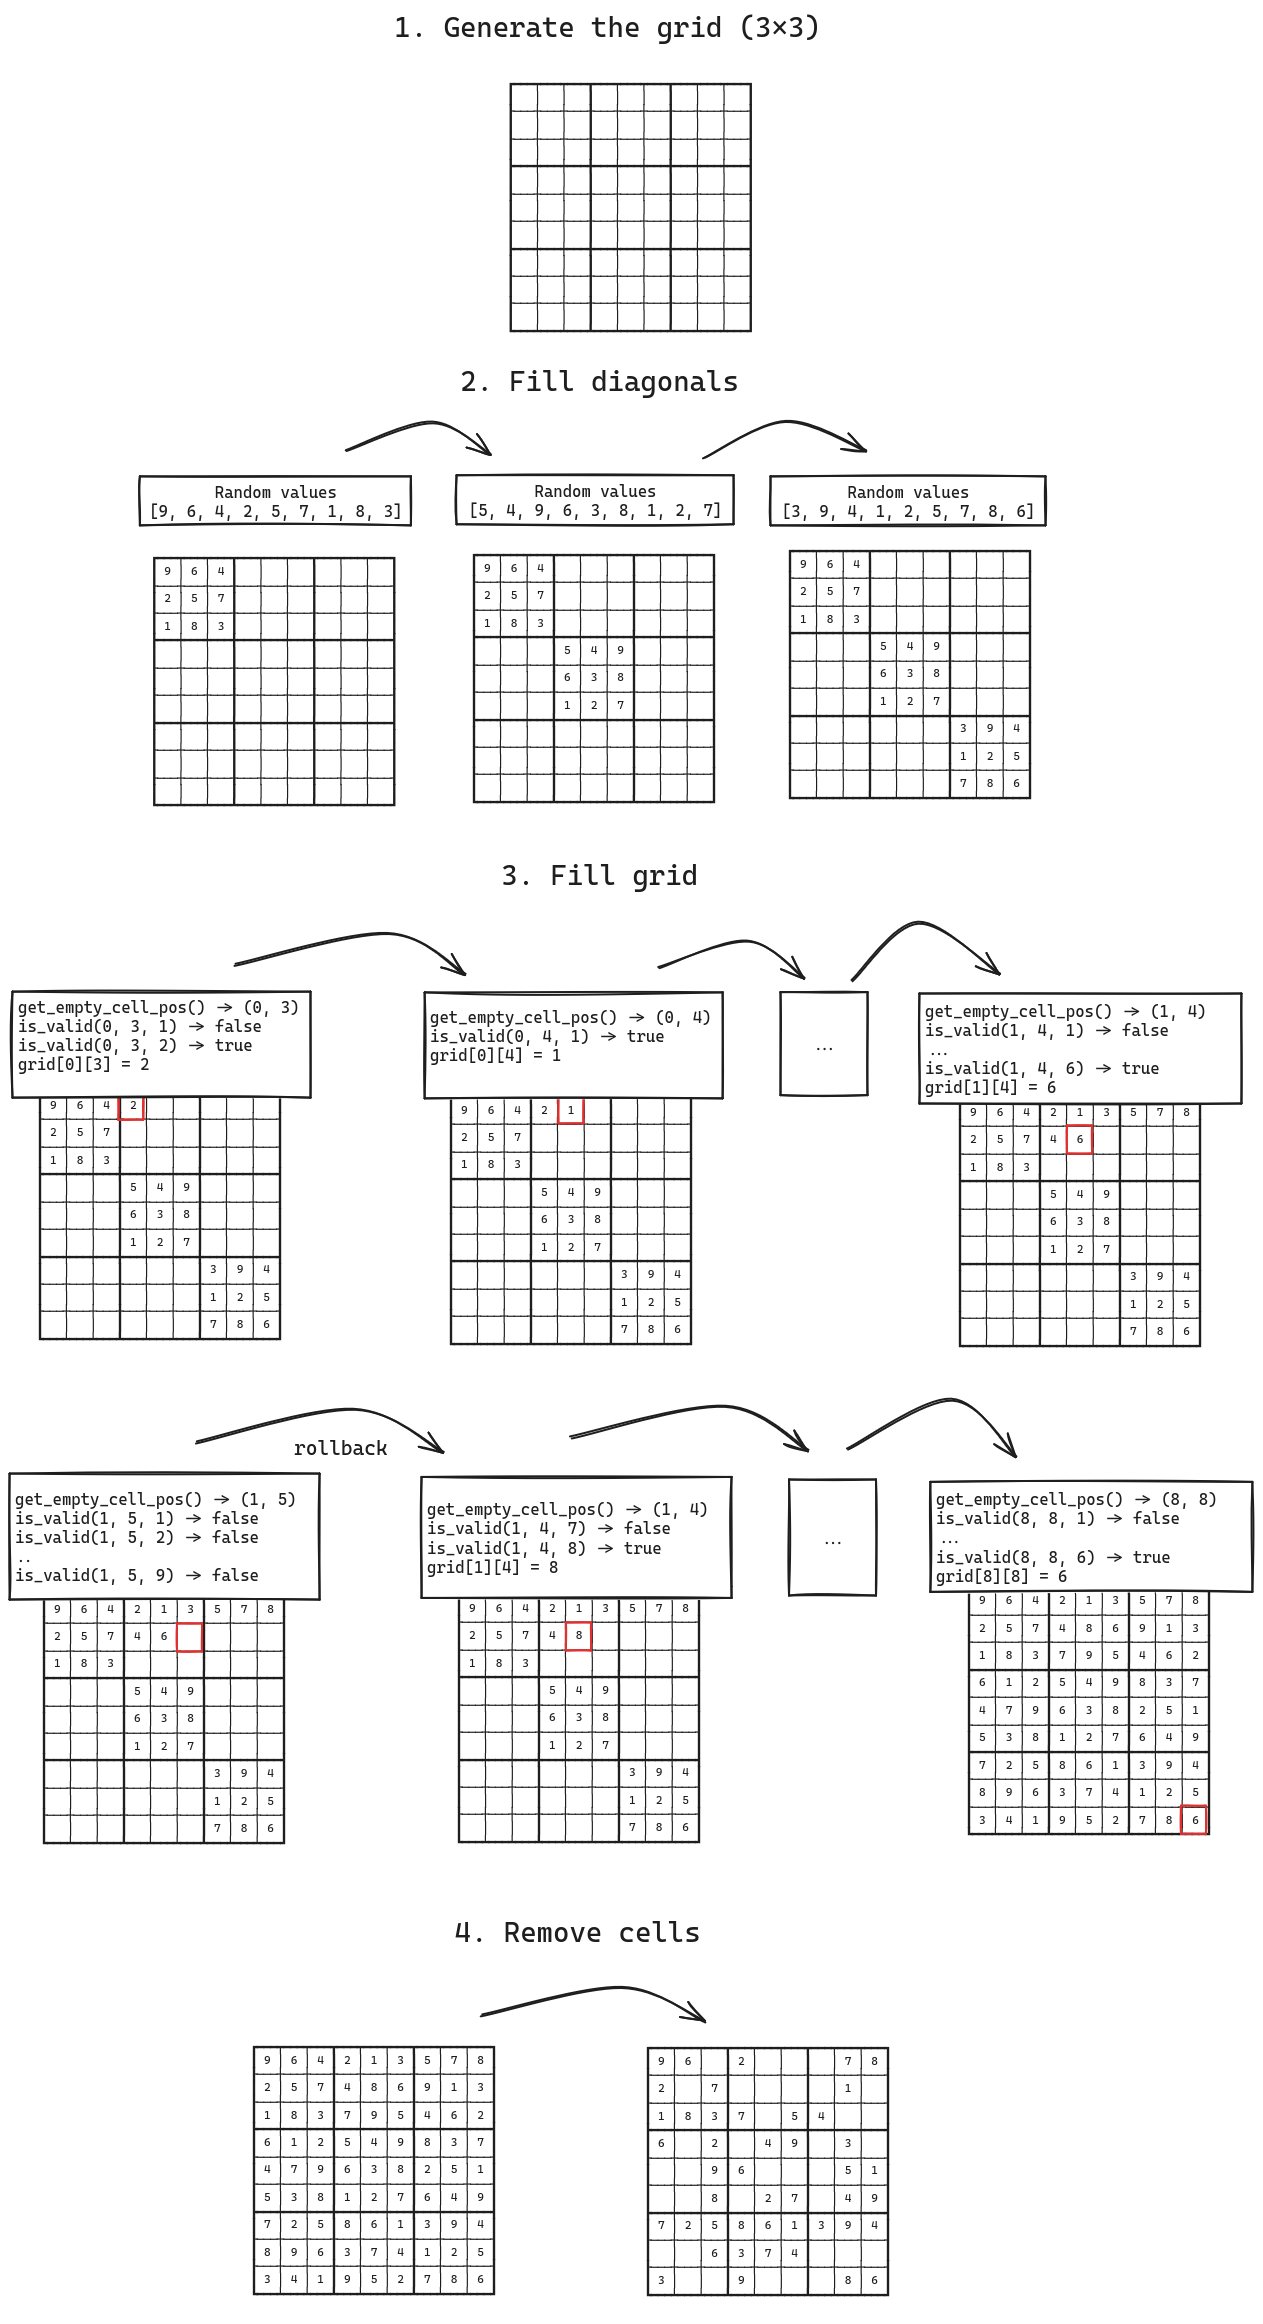 1. Generate the grid (3×3)
2. Fill diagonals
Random values
[9, 6, 4, 2, 5, 7, 1, 8, 3]
Random values
[5, 4, 9, 6, 3, 8, 1, 2, 7]
Random values
[3, 9, 4, 1, 2, 5, 7, 8, 6]
9 6 4
2 5 7
1 8 3
9 6 4
2 5 7
1 8 3
5 4 9
6 3 8
1 2 7
9 6 4
2 5 7
1 8 3
5 4 9
6 3 8
1 2 7
3 9 4
1 2 5
7 8 6
3. Fill grid
get_empty_cell_pos() → (0, 3)
is_valid(0, 3, 1) → false
is_valid(0, 3, 2) → true
grid[0][3] = 2
9 6 4 2
2 5 7
1 8 3
5 4 9
6 3 8
1 2 7
3 9 4
1 2 5
7 8 6
get_empty_cell_pos() → (0, 4)
is_valid(0, 4, 1) → true
grid[0][4] = 1
9 6 4 2 1
2 5 7
1 8 3
5 4 9
6 3 8
1 2 7
3 9 4
1 2 5
7 8 6
...
get_empty_cell_pos() → (1, 4)
is_valid(1, 4, 1) → false
...
is_valid(1, 4, 6) → true
grid[1][4] = 6
9 6 4 2 1 3 5 7 8
2 5 7 4 6
1 8 3
5 4 9
6 3 8
1 2 7
3 9 4
1 2 5
7 8 6
rollback
get_empty_cell_pos() → (1, 5)
is_valid(1, 5, 1) → false
is_valid(1, 5, 2) → false
..
is_valid(1, 5, 9) → false
9 6 4 2 1 3 5 7 8
2 5 7 4 6
1 8 3
5 4 9
6 3 8
1 2 7
3 9 4
1 2 5
7 8 6
get_empty_cell_pos() → (1, 4)
is_valid(1, 4, 7) → false
is_valid(1, 4, 8) → true
grid[1][4] = 8
9 6 4 2 1 3 5 7 8
2 5 7 4 8
1 8 3
5 4 9
6 3 8
1 2 7
3 9 4
1 2 5
7 8 6
...
get_empty_cell_pos() → (8, 8)
is_valid(8, 8, 1) → false
...
is_valid(8, 8, 6) → true
grid[8][8] = 6
9 6 4 2 1 3 5 7 8
2 5 7 4 8 6 9 1 3
1 8 3 7 9 5 4 6 2
6 1 2 5 4 9 8 3 7
4 7 9 6 3 8 2 5 1
5 3 8 1 2 7 6 4 9
7 2 5 8 6 1 3 9 4
8 9 6 3 7 4 1 2 5
3 4 1 9 5 2 7 8 6
4. Remove cells
9 6 4 2 1 3 5 7 8
2 5 7 4 8 6 9 1 3
1 8 3 7 9 5 4 6 2
6 1 2 5 4 9 8 3 7
4 7 9 6 3 8 2 5 1
5 3 8 1 2 7 6 4 9
7 2 5 8 6 1 3 9 4
8 9 6 3 7 4 1 2 5
3 4 1 9 5 2 7 8 6
9 6 2 7 8
2 7 1
1 8 3 7 5 4
6 2 4 9 3
9 6 5 1
8 2 7 4 9
7 2 5 8 6 1 3 9 4
6 3 7 4
3 9 8 6